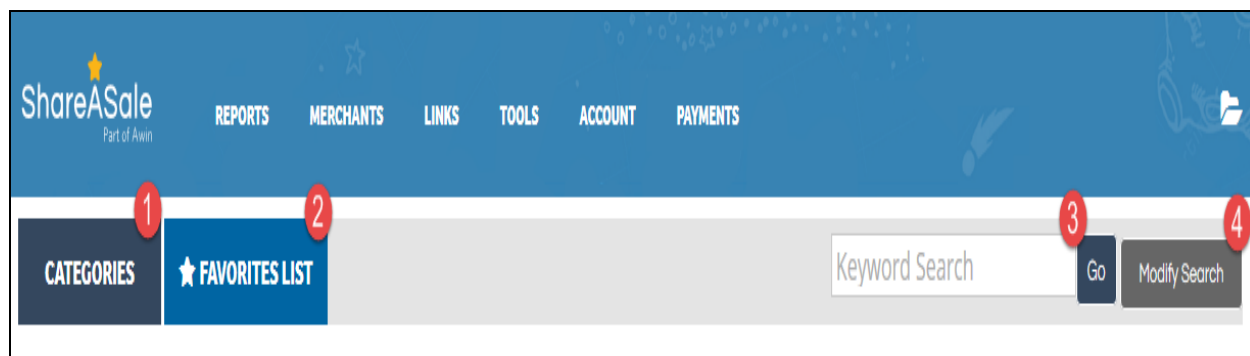 ShareASale
Part of Awin
REPORTS MERCHANTS LINKS TOOLS ACCOUNT PAYMENTS
1 2 3 4
CATEGORIES FAVORITES LIST Keyword Search Go Modify Search